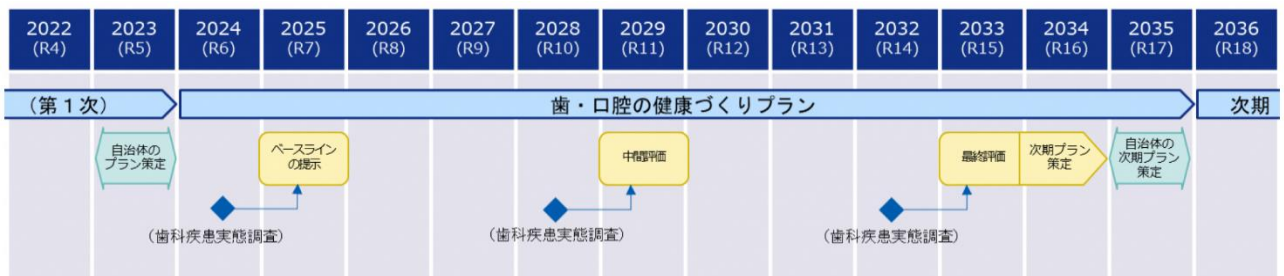 2022 2023 2024 2025 2026 2027 2028 2029 2030 2031 2032 2033 2034 2035 2036
(R4) (R5) (R6) (R7) (R8) (R9) (R10) (R11) (R12) (R13) (R14) (R15) (R16) (R17) (R18)
(第1次) 歯・口腔の健康づくりプラン 次期
自治体の
プラン策定
ベースライン
の提示
中間評価
最終評価
次期プラン
策定
自治体の
次期プラン
策定
(歯科疾患実態調査)
(歯科疾患実態調査)
(歯科疾患実態調査)